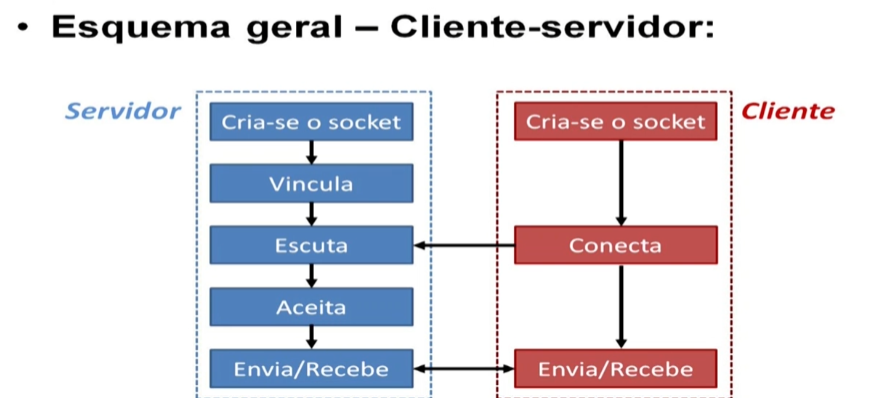 • Esquema geral – Cliente-servidor:
Servidor
Cria-se o socket
Vincula
Escuta
Aceita
Envia/Recebe
Cliente
Cria-se o socket
Conecta
Envia/Recebe